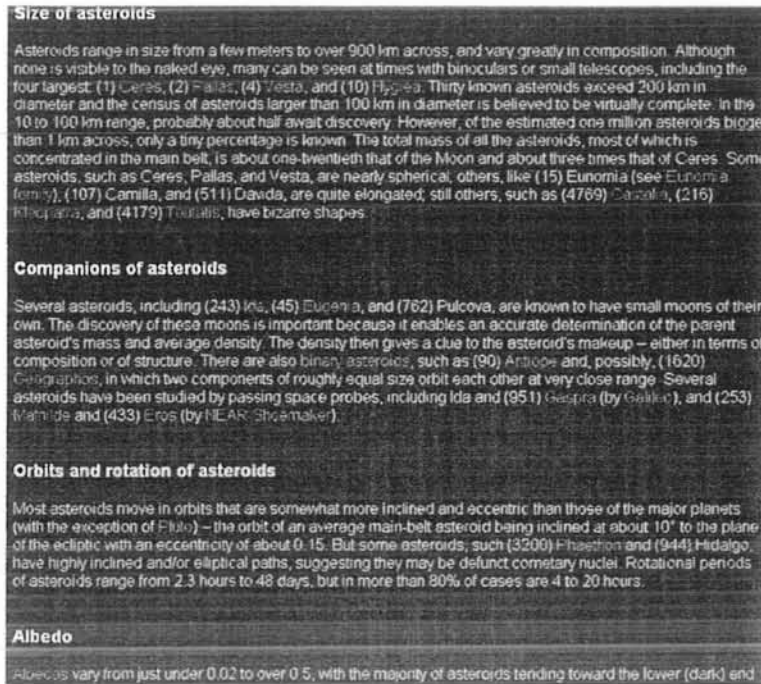 Size of asteroids
Asteroids range in size from a few meters to over 900 km across, and vary greatly in composition. Although
none is visible to the naked eye, many can be seen at times with binoculars or small telescopes, including the
four largest: (1) Ceres, (2) Pallas, (4) Vesta, and (10) Hygiea. Thirty known asteroids exceed 200 km in
diameter and the census of asteroids larger than 100 km in diameter is believed to be virtually complete. In the
10 to 100 km range, probably about half await discovery. However, of the estimated one million asteroids bigge
than 1 km across, only a tiny percentage is known. The total mass of all the asteroids, most of which is
concentrated in the main belt, is about one-twentieth that of the Moon and about three times that of Ceres. Some
asteroids, such as Ceres, Pallas, and Vesta, are nearly spherical; others, like (15) Eunomia (see Eunomia
family), (107) Camilla, and (511) Davida, are quite elongated; still others, such as (4769) Castalia, (216)
Kleopatra, and (4179) Toutatis, have bizarre shapes.
Companions of asteroids
Several asteroids, including (243) Ida, (45) Eugenia, and (762) Pulcova, are known to have small moons of their
own. The discovery of these moons is important because it enables an accurate determination of the parent
asteroid's mass and average density. The density then gives a clue to the asteroid's makeup – either in terms of
composition or of structure. There are also binary asteroids, such as (90) Antiope and, possibly, (1620)
Geographos, in which two components of roughly equal size orbit each other at very close range. Several
asteroids have been studied by passing space probes, including Ida and (951) Gaspra (by Galileo), and (253)
Mathilde and (433) Eros (by NEAR-Shoemaker).
Orbits and rotation of asteroids
Most asteroids move in orbits that are somewhat more inclined and eccentric than those of the major planets
(with the exception of Pluto) – the orbit of an average main-belt asteroid being inclined at about 10° to the plane
of the ecliptic with an eccentricity of about 0.15. But some asteroids, such (3200) Phaethon and (944) Hidalgo,
have highly inclined and/or elliptical paths, suggesting they may be defunct cometary nuclei. Rotational periods
of asteroids range from 2.3 hours to 48 days, but in more than 80% of cases are 4 to 20 hours.
Albedo
Albedos vary from just under 0.02 to over 0.5, with the majority of asteroids tending toward the lower (dark) end